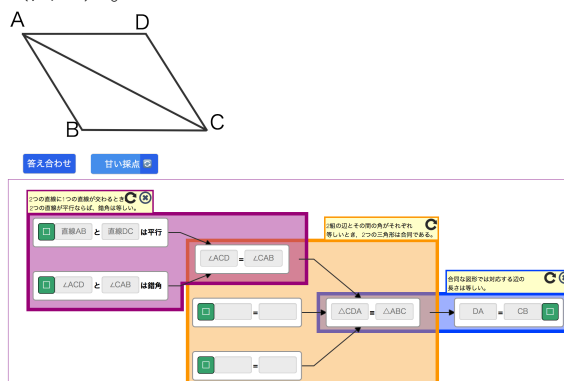 A
D
B
C
答え合わせ
甘い採点
2つの直線に1つの直線が交わるとき
2つの直線が平行ならば、錯角は等しい。
直線AB と 直線DC は平行
∠ACD と ∠CAB は錯角
∠ACD = ∠CAB
2組の辺とその間の角がそれぞれ
等しいとき、2つの三角形は合同である。
=
△CDA ≡ △ABC
=
合同な図形では対応する辺の
長さは等しい。
DA = CB